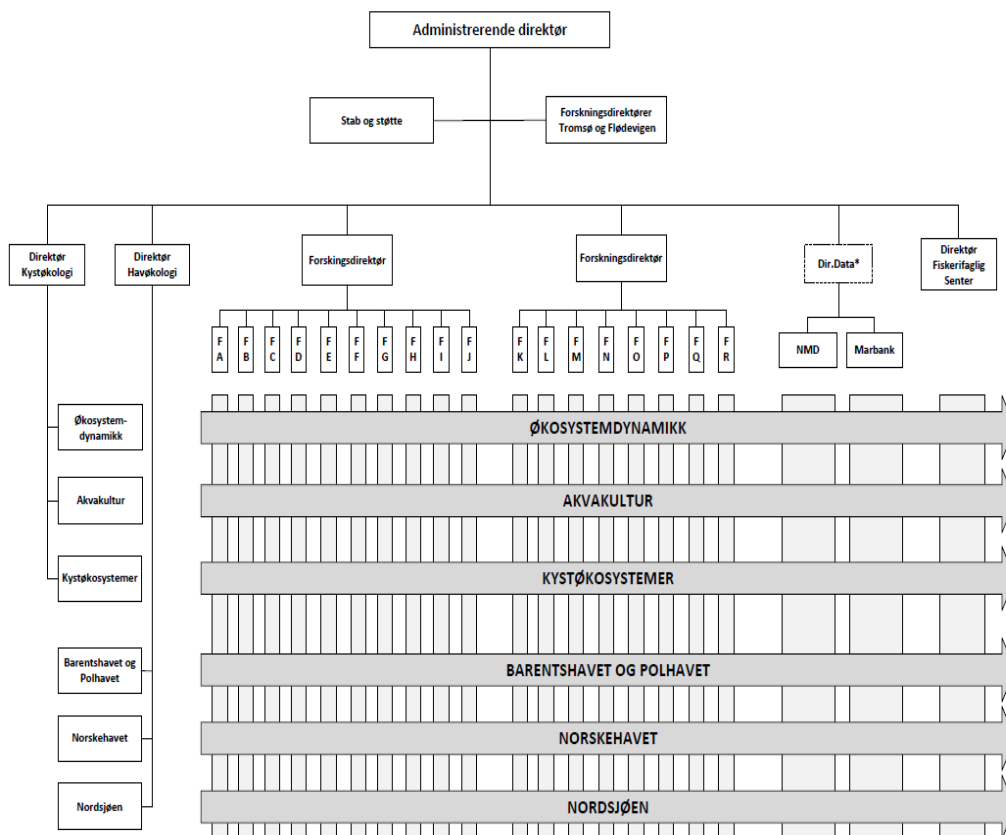 Administrerende direktør
Stab og støtte
Forskningsdirektører
Tromsø og Flødevigen
Direktør
Kystøkologi
Direktør
Havøkologi
Forskingsdirektør
Forskningsdirektør
Dir.Data*
Direktør
Fiskerifaglig
Senter
F
A
F
B
F
C
F
D
F
E
F
F
F
G
F
H
F
I
F
J
F
K
F
L
F
M
F
N
F
O
F
P
F
Q
F
R
NMD
Marbank
Økosystem-
dynamikk
ØKOSYSTEMDYNAMIKK
Akvakultur
AKVAKULTUR
Kystøkosystemer
KYSTØKOSYSTEMER
Barentshavet og
Polhavet
BARENTSHAVET OG POLHAVET
Norskehavet
NORSKEHAVET
Nordsjøen
NORDSJØEN